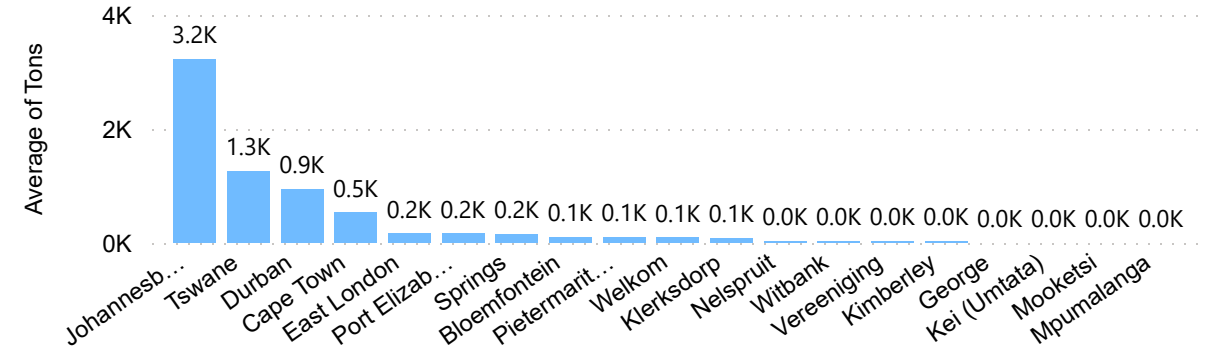 Average of Tons
4K
2K
0K
3.2K
1.3K
0.9K
0.5K
0.2K
0.2K
0.2K
0.1K
0.1K
0.1K
0.1K
0.0K
0.0K
0.0K
0.0K
0.0K
0.0K
0.0K
0.0K
Johannesb...
Tswane
Durban
Cape Town
East London
Port Elizab...
Springs
Bloemfontein
Pietermarit...
Welkom
Klerksdorp
Nelspruit
Witbank
Vereeniging
Kimberley
George
Kei (Umtata)
Mooketsi
Mpumalanga